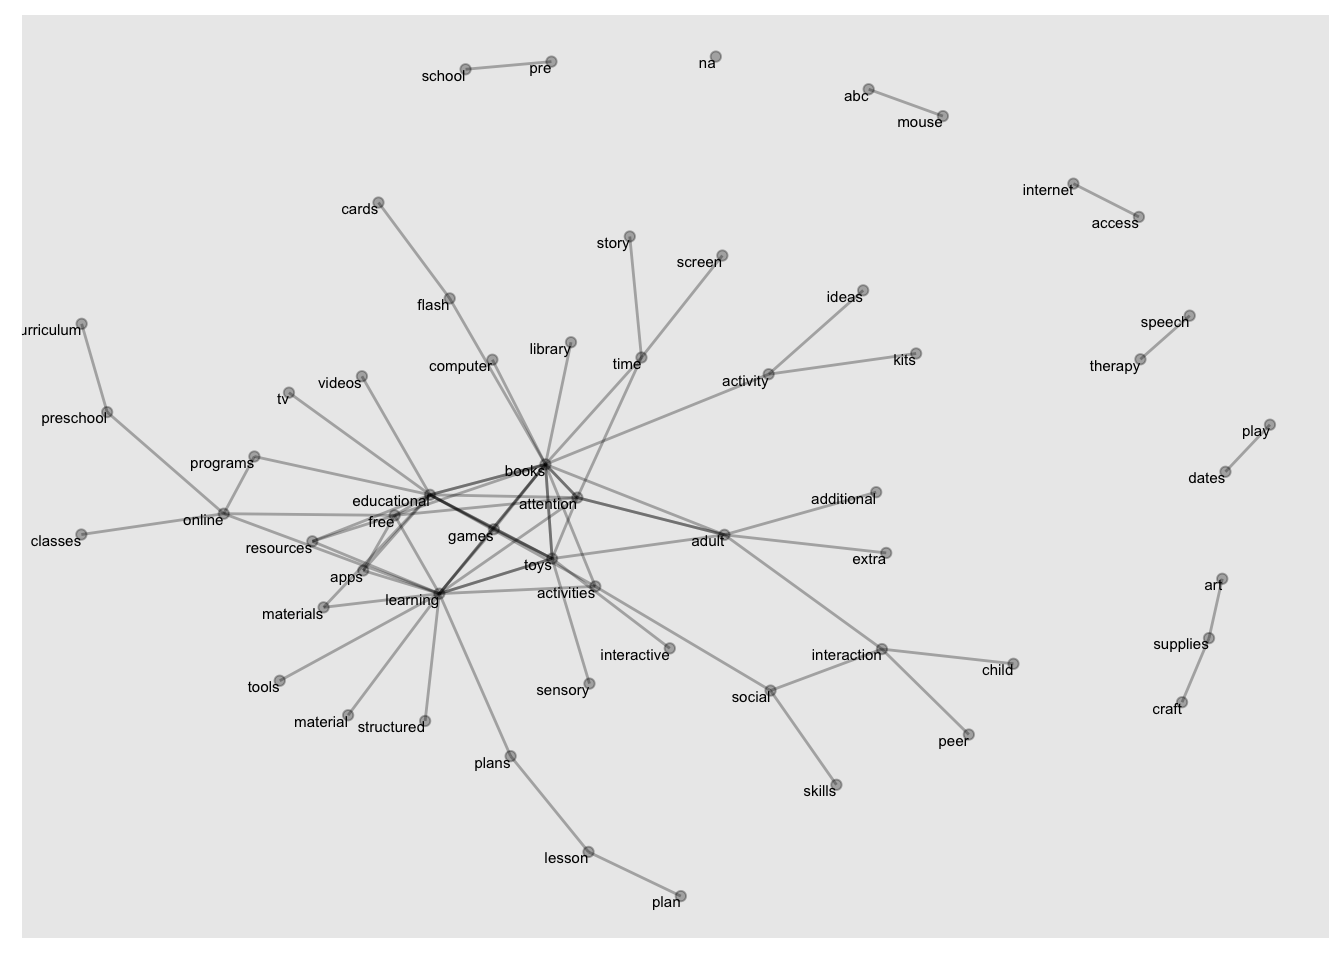 pre
school
na
abc
mouse
internet
access
cards
story
screen
ideas
flash
speech
urriculum
library
computer
time
kits
therapy
activity
videos
tv
preschool
play
programs
books
dates
educational
additional
attention
online
free
games
classes
adult
resources
extra
toys
apps
art
activities
learning
materials
supplies
interactive
interaction
child
tools
sensory
social
craft
material
structured
peer
plans
skills
lesson
plan